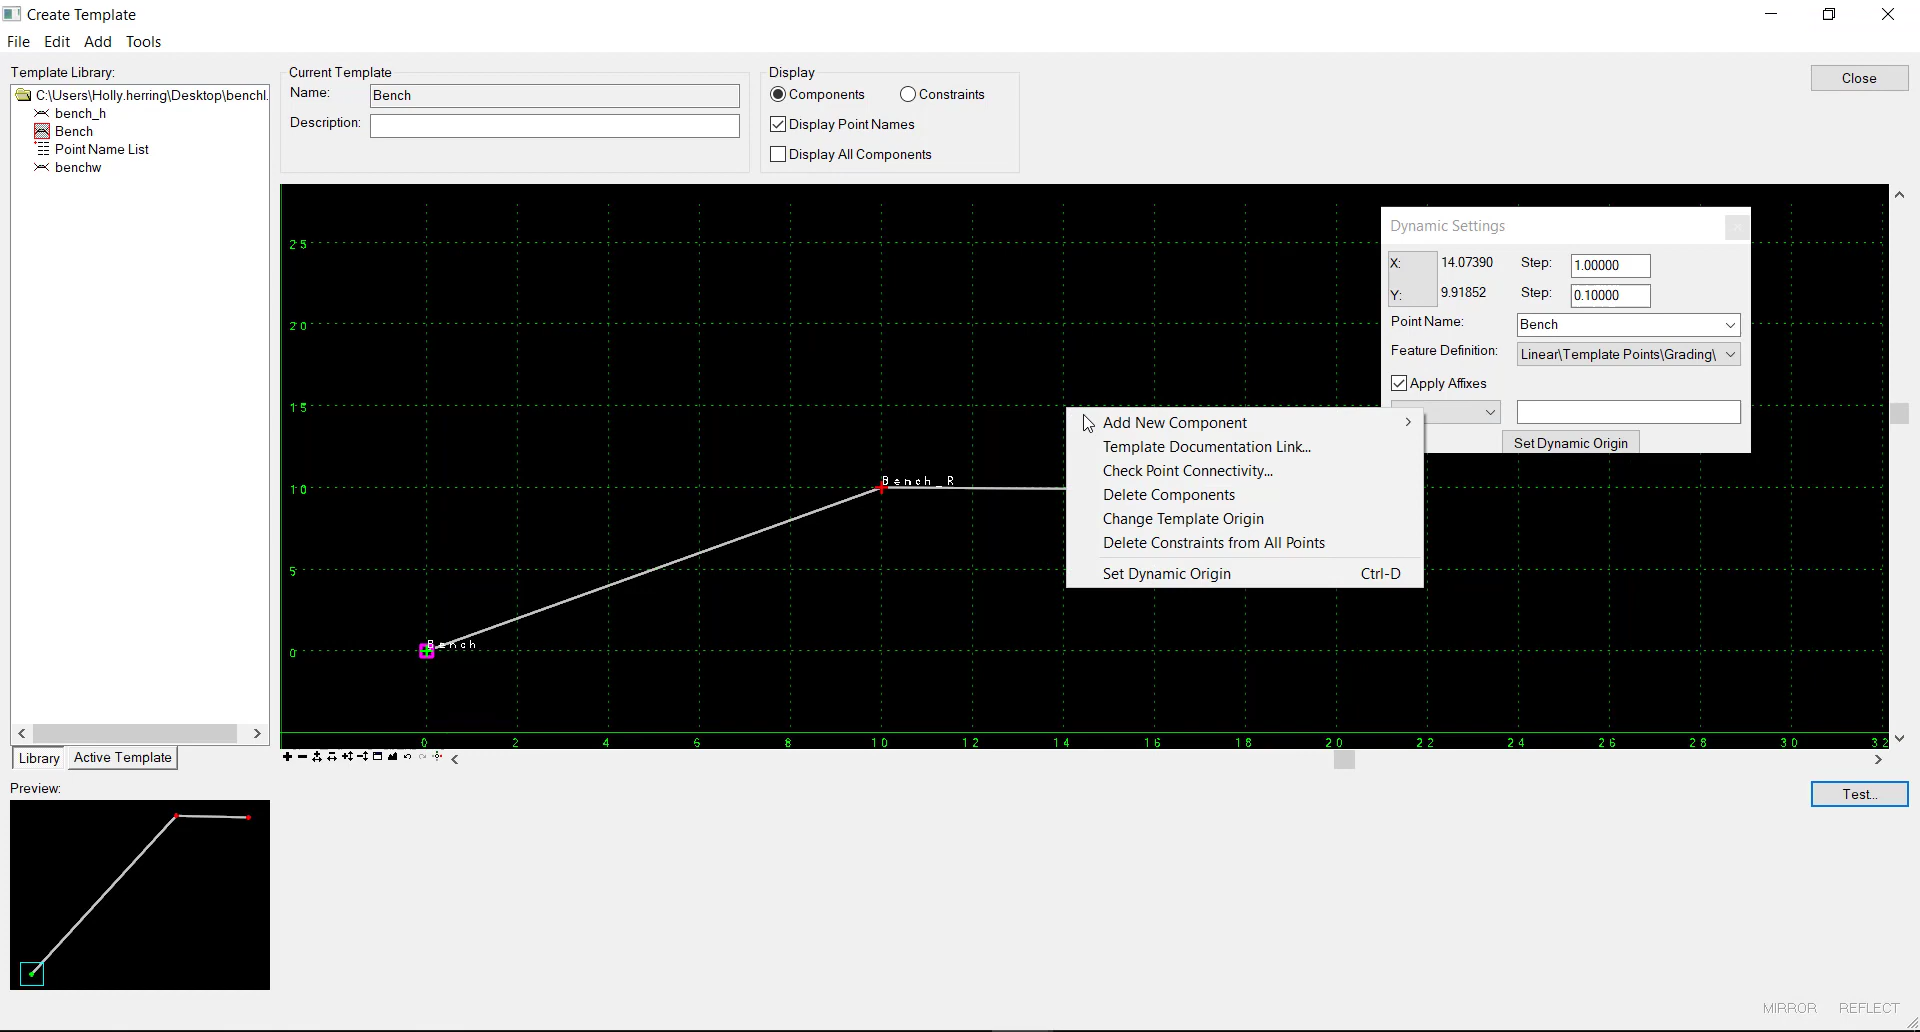 Create Template
File Edit Add Tools
Template Library:
C:\Users\Holly.herring\Desktop\benchl.
bench_h
Bench
Point Name List
benchw
Library Active Template
Preview:
Current Template
Name: Bench
Description:
Display
Components Constraints
Display Point Names
Display All Components
Close
25
20
15
10
5
0
Bench_R
Bench
0 2 4 6 8 10 12 14 16 18 20 22 24 26 28 30 32
Dynamic Settings
X: 14.07390 Step: 1.00000
Y: 9.91852 Step: 0.10000
Point Name: Bench
Feature Definition: Linear\Template Points\Grading\
Apply Affixes
Set Dynamic Origin
Add New Component
Template Documentation Link...
Check Point Connectivity...
Delete Components
Change Template Origin
Delete Constraints from All Points
Set Dynamic Origin Ctrl-D
Test...
MIRROR REFLECT